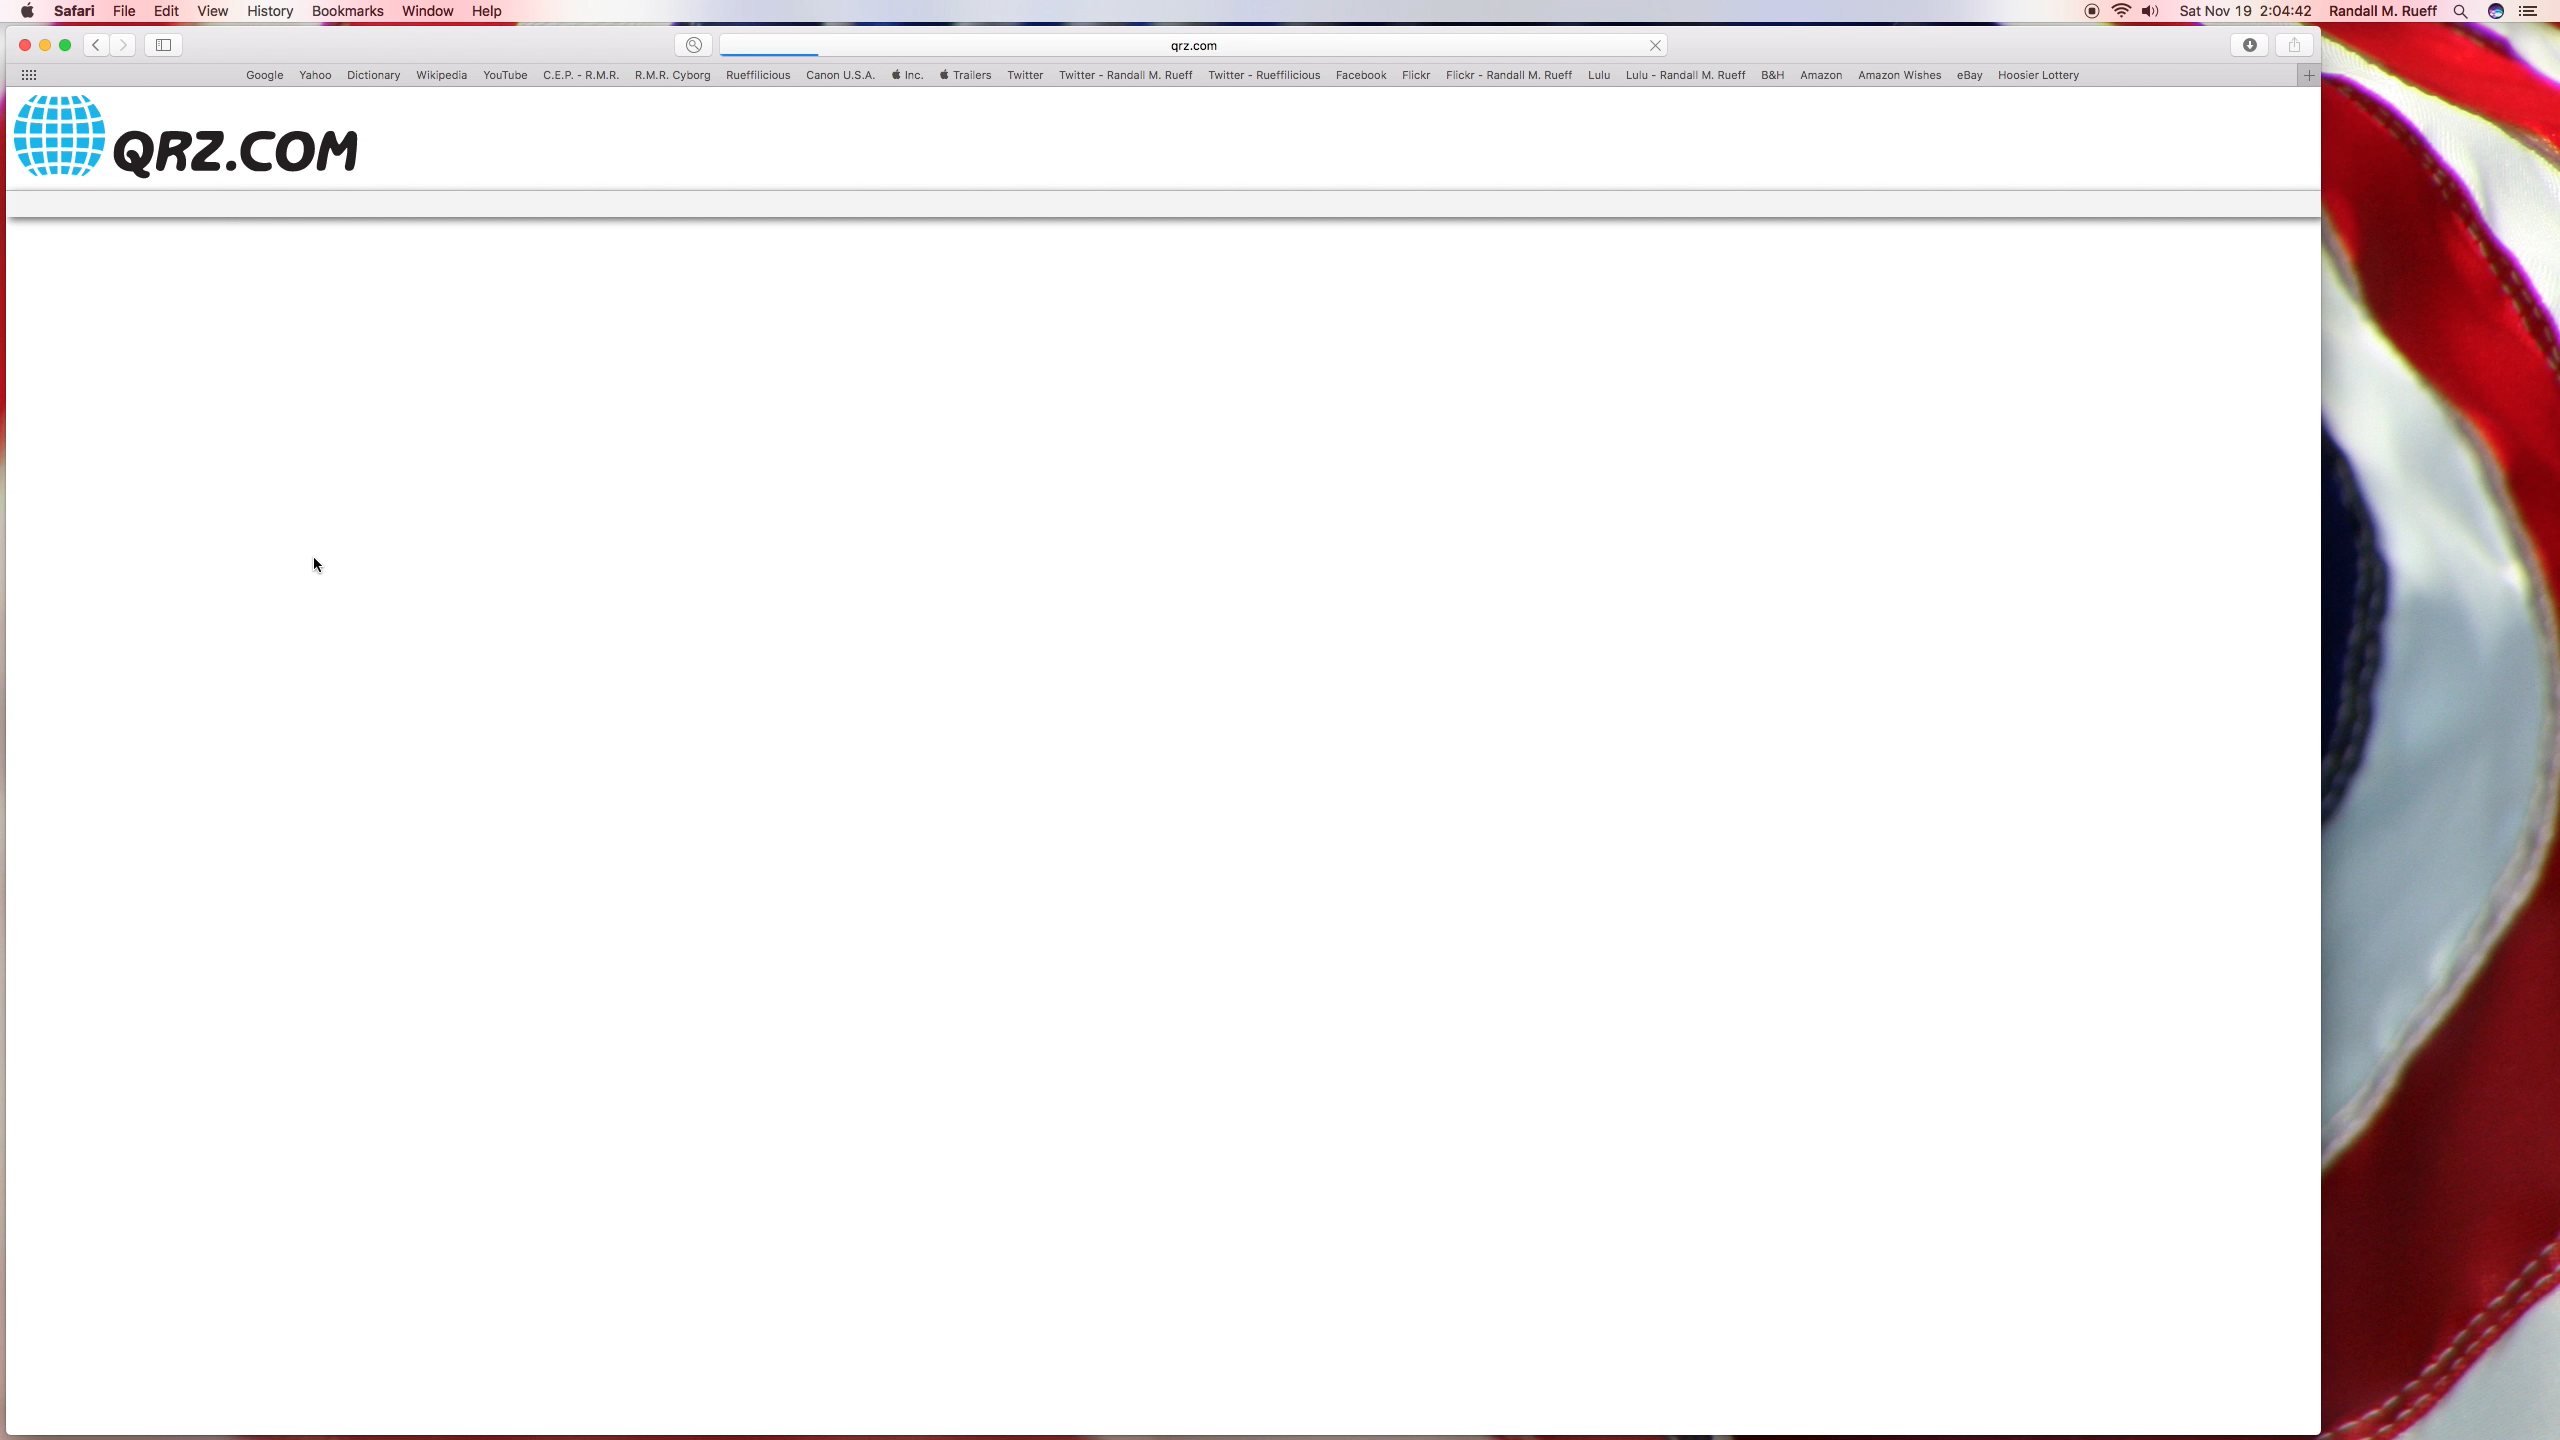 Safari File Edit View History Bookmarks Window Help Sat Nov 19 2:04:42 Randall M. Rueff
qrz.com
Google Yahoo Dictionary Wikipedia YouTube C.E.P. - R.M.R. R.M.R. Cyborg Rueffilicious Canon U.S.A. Inc. Trailers Twitter Twitter - Randall M. Rueff Twitter - Rueffilicious Facebook Flickr Flickr - Randall M. Rueff Lulu Lulu - Randall M. Rueff B&H Amazon Amazon Wishes eBay Hoosier Lottery
QRZ.COM